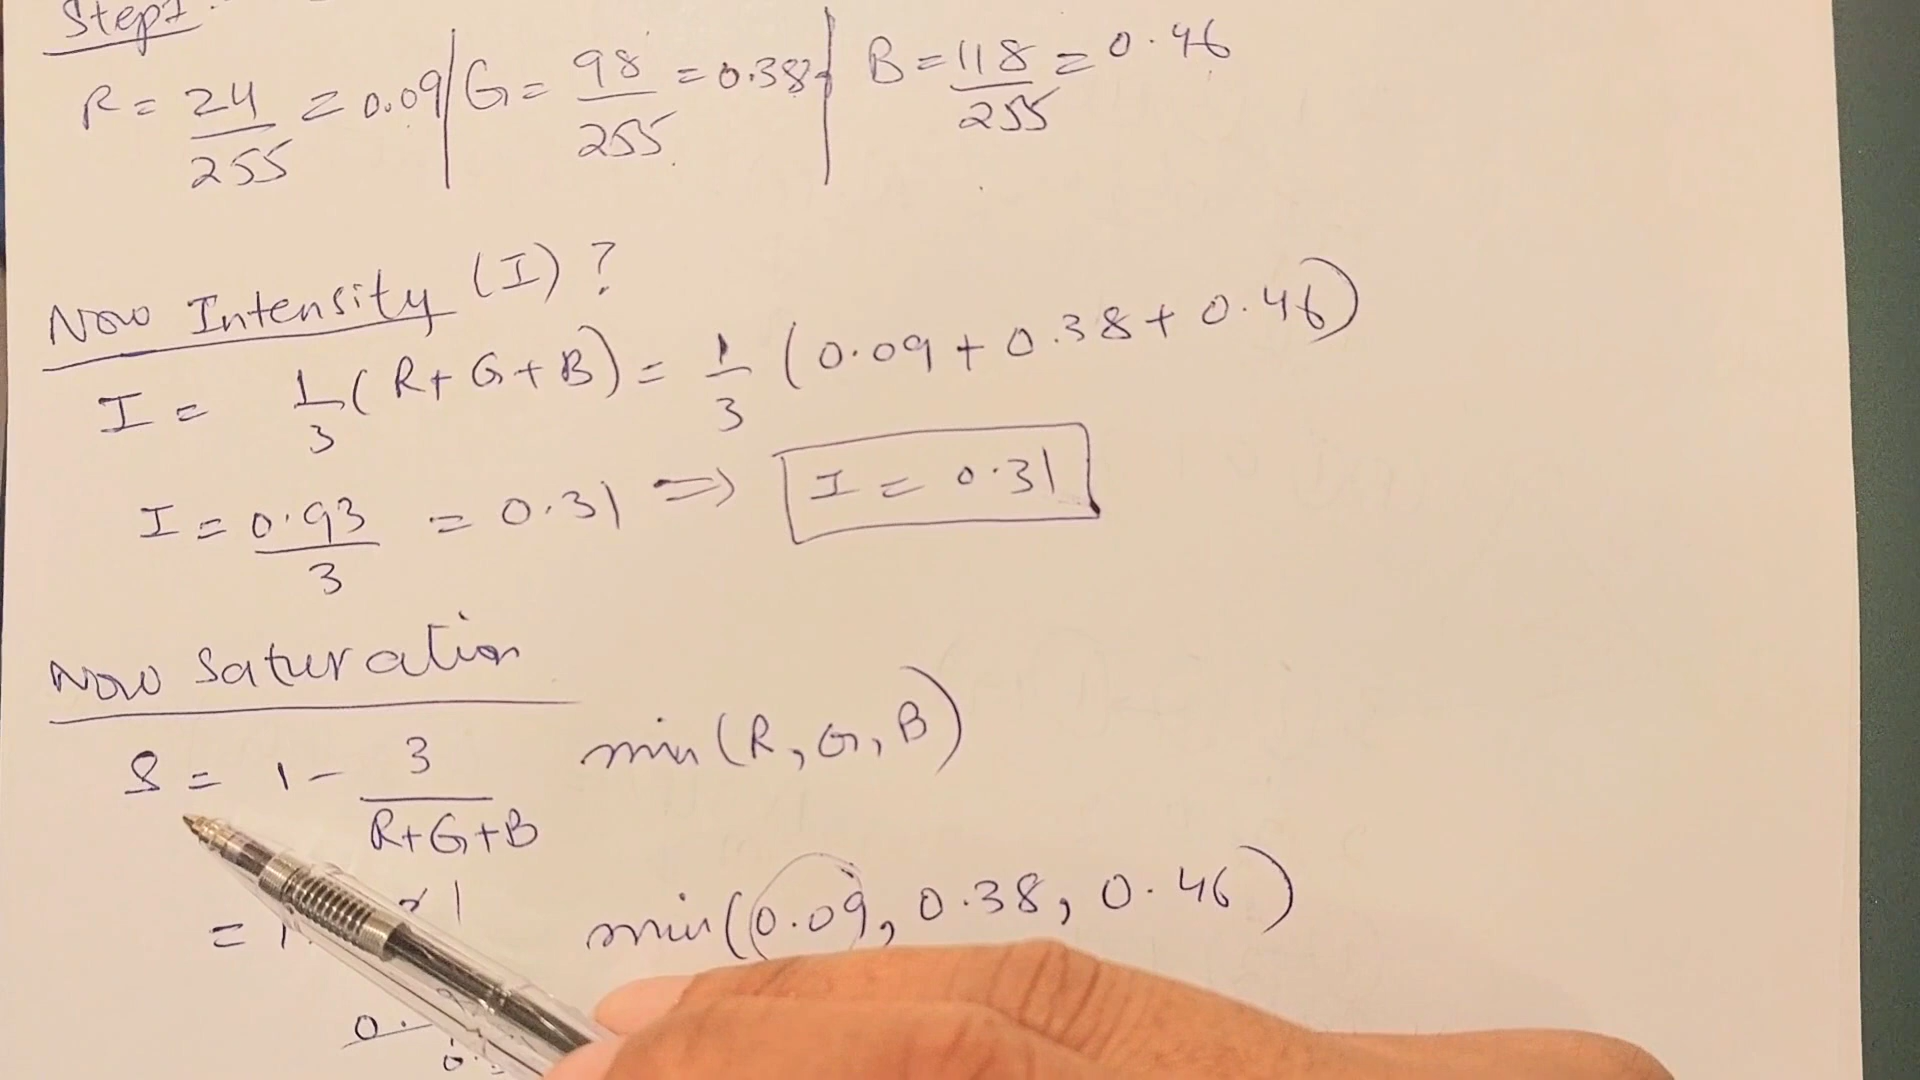 Step1:
R = 24/255 = 0.09 | G = 98/255 = 0.38 | B = 118/255 = 0.46
Now Intensity (I) ?
I = 1/3 (R+G+B) = 1/3 (0.09 + 0.38 + 0.46)
I = 0.93/3 = 0.31 => I = 0.31
Now Saturation
S = 1 - 3/(R+G+B) min(R, G, B)
= 1 min(0.09, 0.38, 0.46)
0.